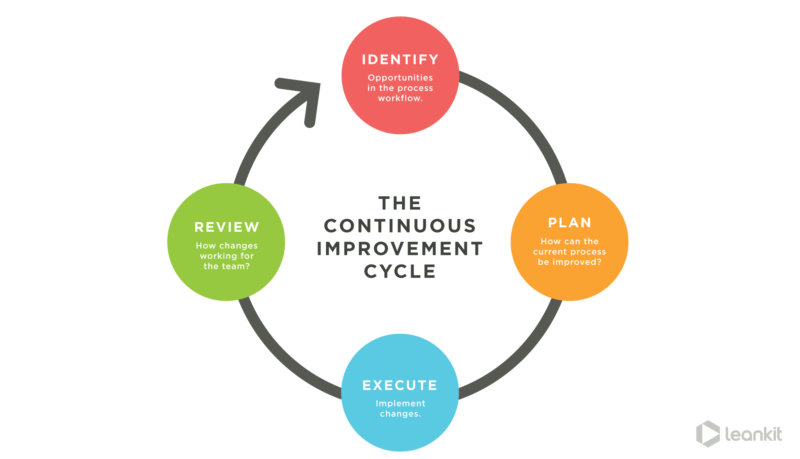 IDENTIFY
Opportunities
in the process
workflow.
THE
CONTINUOUS
IMPROVEMENT
CYCLE
PLAN
How can the
current process
be improved?
EXECUTE
Implement
changes.
REVIEW
How changes
working for
the team?
leankit